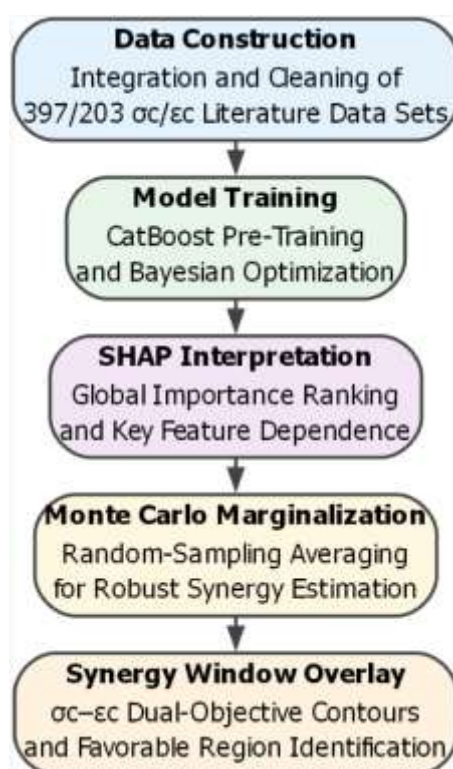 Data Construction
Integration and Cleaning of
397/203 σc/εc Literature Data Sets
Model Training
CatBoost Pre-Training
and Bayesian Optimization
SHAP Interpretation
Global Importance Ranking
and Key Feature Dependence
Monte Carlo Marginalization
Random-Sampling Averaging
for Robust Synergy Estimation
Synergy Window Overlay
σc–εc Dual-Objective Contours
and Favorable Region Identification